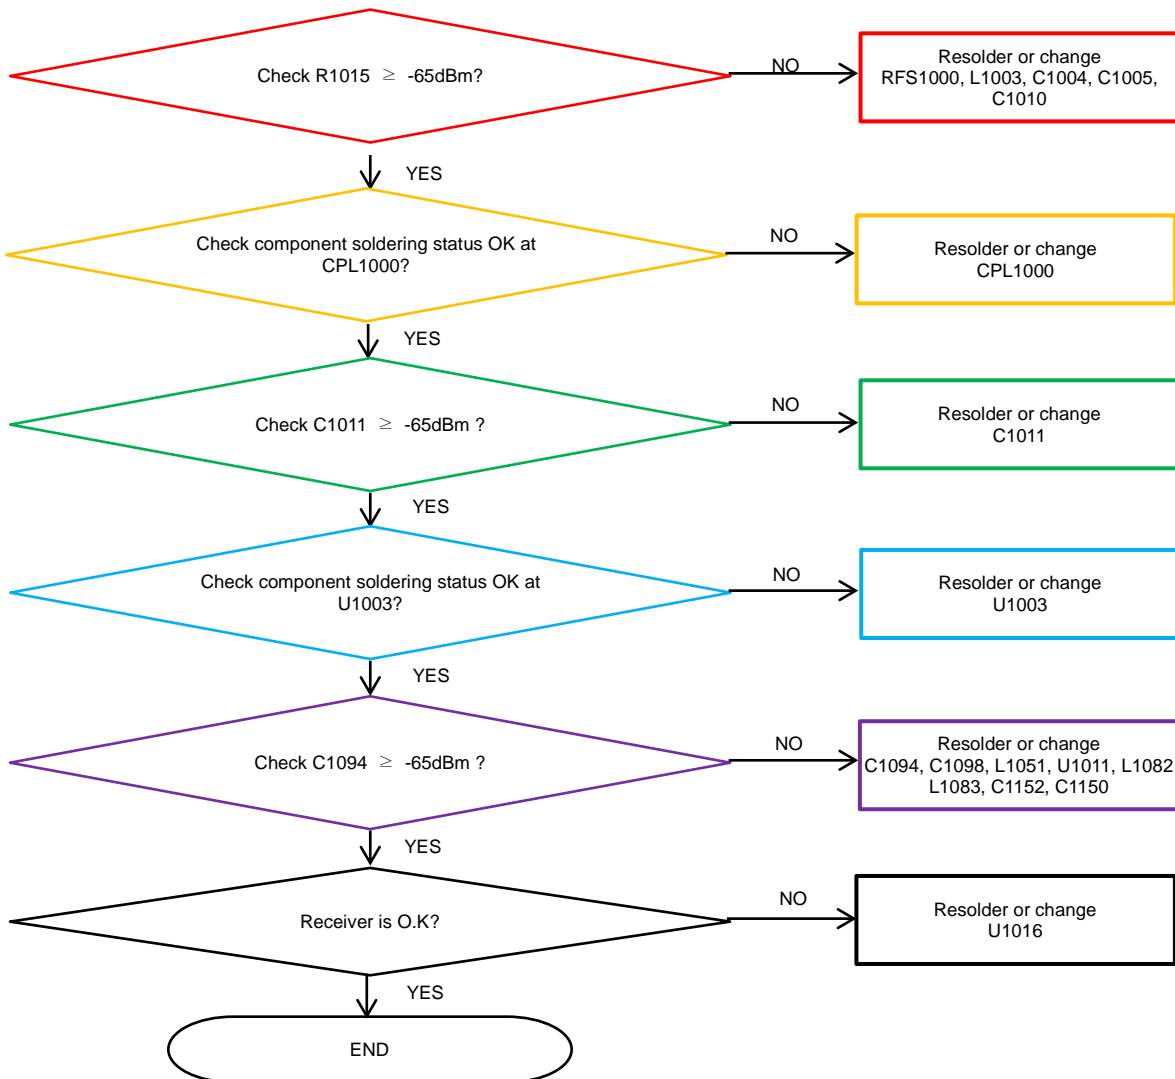 Check R1015 ≥ -65dBm?
NO
Resolder or change
RFS1000, L1003, C1004, C1005,
C1010
YES
Check component soldering status OK at
CPL1000?
NO
Resolder or change
CPL1000
YES
Check C1011 ≥ -65dBm ?
NO
Resolder or change
C1011
YES
Check component soldering status OK at
U1003?
NO
Resolder or change
U1003
YES
Check C1094 ≥ -65dBm ?
NO
Resolder or change
C1094, C1098, L1051, U1011, L1082
L1083, C1152, C1150
YES
Receiver is O.K?
NO
Resolder or change
U1016
YES
END